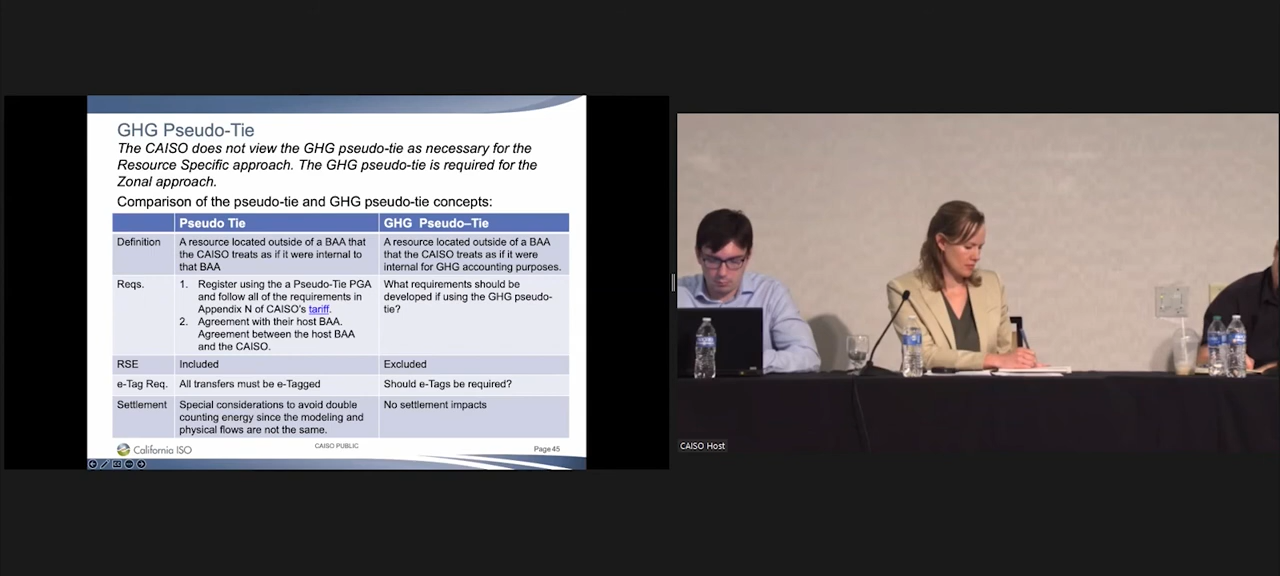 GHG Pseudo-Tie
The CAISO does not view the GHG pseudo-tie as necessary for the
Resource Specific approach. The GHG pseudo-tie is required for the
Zonal approach.
Comparison of the pseudo-tie and GHG pseudo-tie concepts:
Pseudo Tie
GHG Pseudo–Tie
Definition
A resource located outside of a BAA that
the CAISO treats as if it were internal to
that BAA
A resource located outside of a BAA
that the CAISO treats as if it were
internal for GHG accounting purposes.
Reqs.
1. Register using the a Pseudo-Tie PGA
and follow all of the requirements in
Appendix N of CAISO's tariff.
2. Agreement with their host BAA.
Agreement between the host BAA
and the CAISO.
What requirements should be
developed if using the GHG pseudo-
tie?
RSE
Included
Excluded
e-Tag Req.
All transfers must be e-Tagged
Should e-Tags be required?
Settlement
Special considerations to avoid double
counting energy since the modeling and
physical flows are not the same.
No settlement impacts
California ISO
CAISO PUBLIC
Page 45
CAISO Host